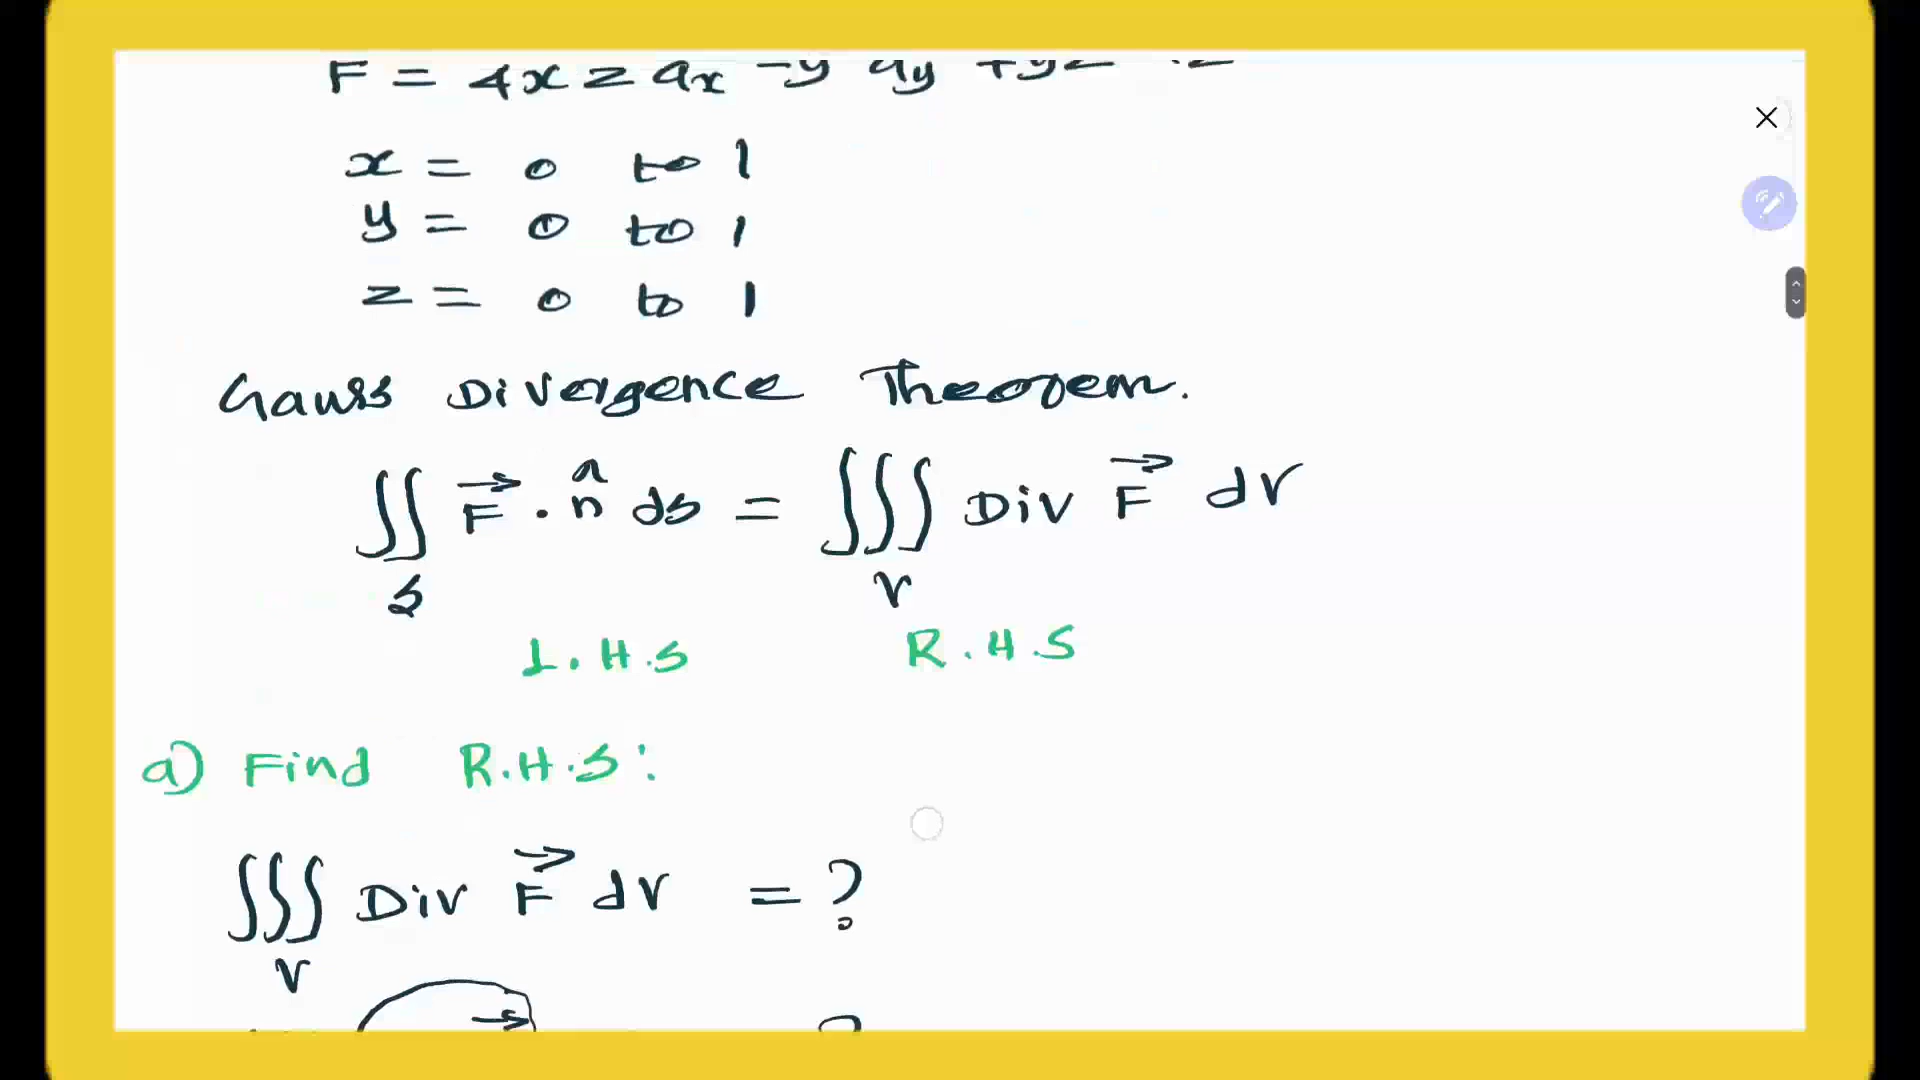 F = 4xz ax - y ay + yz
x = 0 to 1
y = 0 to 1
z = 0 to 1
Gauss Divergence Theorem.
∬ F⃗ . n̂ ds = ∭ Div F⃗ dV
S V
L.H.S R.H.S
a) Find R.H.S:
∭ Div F⃗ dV = ?
V